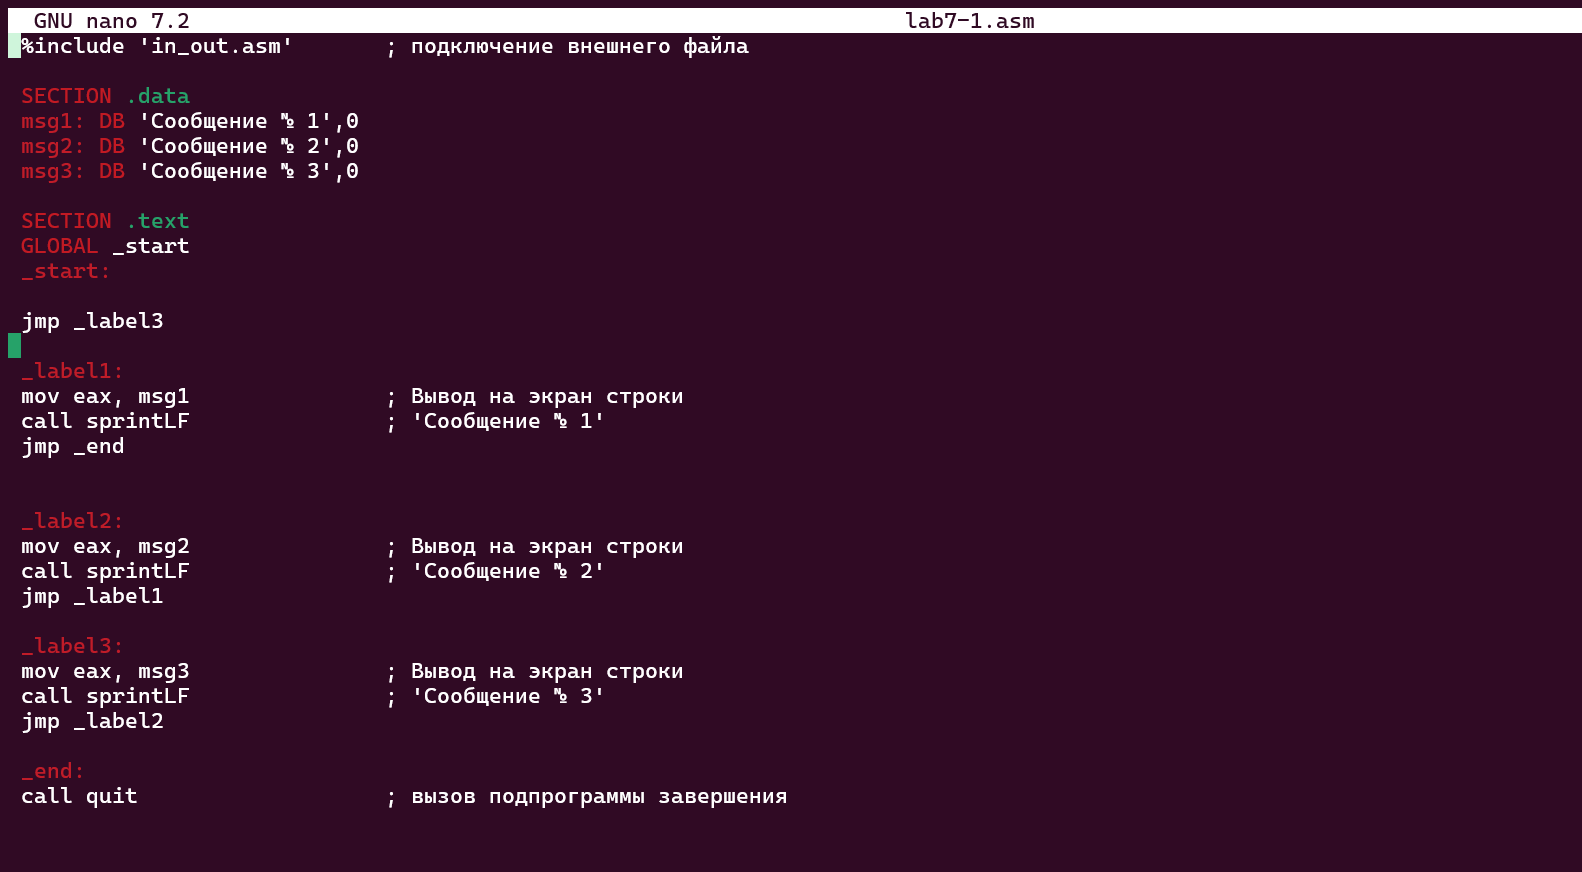 GNU nano 7.2 lab7-1.asm
%include 'in_out.asm' ; подключение внешнего файла
SECTION .data
msg1: DB 'Сообщение № 1',0
msg2: DB 'Сообщение № 2',0
msg3: DB 'Сообщение № 3',0
SECTION .text
GLOBAL _start
_start:
jmp _label3
_label1:
mov eax, msg1 ; Вывод на экран строки
call sprintLF ; 'Сообщение № 1'
jmp _end
_label2:
mov eax, msg2 ; Вывод на экран строки
call sprintLF ; 'Сообщение № 2'
jmp _label1
_label3:
mov eax, msg3 ; Вывод на экран строки
call sprintLF ; 'Сообщение № 3'
jmp _label2
_end:
call quit ; вызов подпрограммы завершения